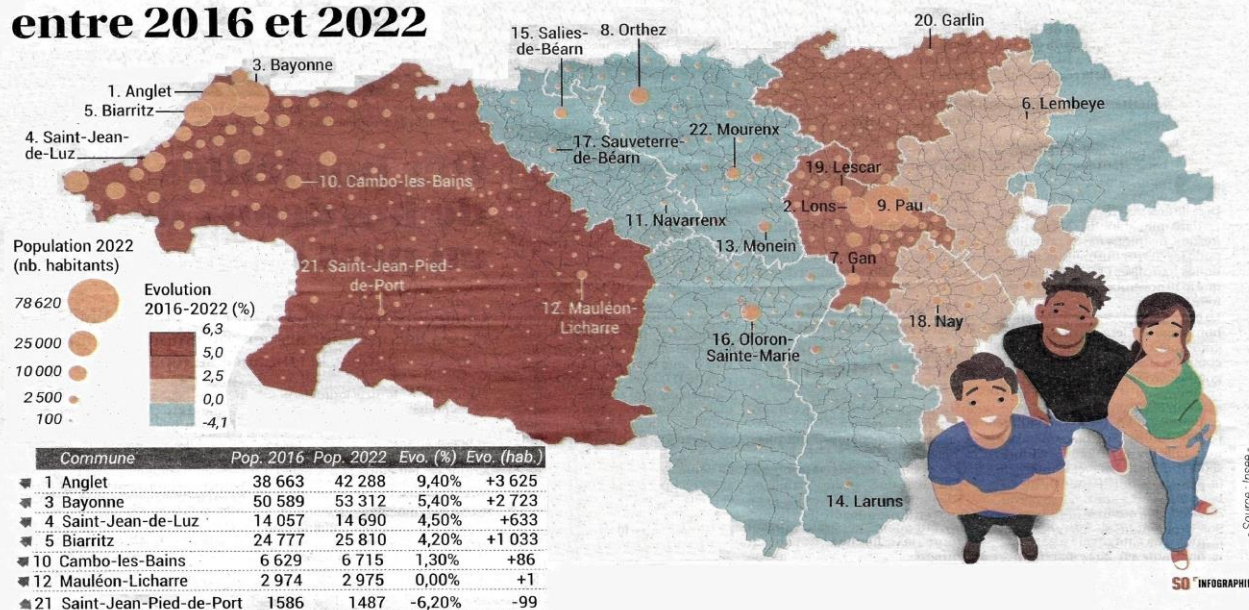 entre 2016 et 2022
20. Garlin
15. Salies-
de-Béarn
8. Orthez
3. Bayonne
1. Anglet
5. Biarritz
6. Lembeye
4. Saint-Jean-
de-Luz
22. Mourenx
17. Sauveterre-
de-Béarn
19. Lescar
10. Cambo-les-Bains
2. Lons
9. Pau
11. Navarrenx
13. Monein
7. Gan
21. Saint-Jean-Pied-
de-Port
12. Mauléon-
Licharre
18. Nay
16. Oloron-
Sainte-Marie
14. Laruns
Population 2022
(nb. habitants)
78 620
25 000
10 000
2 500
100
Evolution
2016-2022 (%)
6,3
5,0
2,5
0,0
-4,1
Commune Pop. 2016 Pop. 2022 Evo. (%) Evo. (hab.)
1 Anglet 38 663 42 288 9,40% +3 625
3 Bayonne 50 589 53 312 5,40% +2 723
4 Saint-Jean-de-Luz 14 057 14 690 4,50% +633
5 Biarritz 24 777 25 810 4,20% +1 033
10 Cambo-les-Bains 6 629 6 715 1,30% +86
12 Mauléon-Licharre 2 974 2 975 0,00% +1
21 Saint-Jean-Pied-de-Port 1586 1487 -6,20% -99
- Source : Insee -
SO INFOGRAPHIE